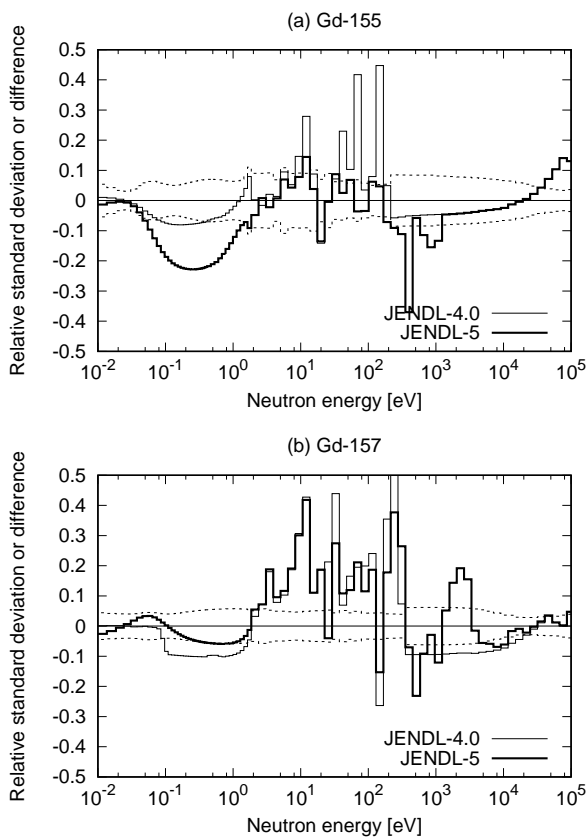 (a) Gd-155
Relative standard deviation or difference
0.5
0.4
0.3
0.2
0.1
0
-0.1
-0.2
-0.3
-0.4
-0.5
JENDL-4.0
JENDL-5
10⁻² 10⁻¹ 10⁰ 10¹ 10² 10³ 10⁴ 10⁵
Neutron energy [eV]
(b) Gd-157
Relative standard deviation or difference
0.5
0.4
0.3
0.2
0.1
0
-0.1
-0.2
-0.3
-0.4
-0.5
JENDL-4.0
JENDL-5
10⁻² 10⁻¹ 10⁰ 10¹ 10² 10³ 10⁴ 10⁵
Neutron energy [eV]